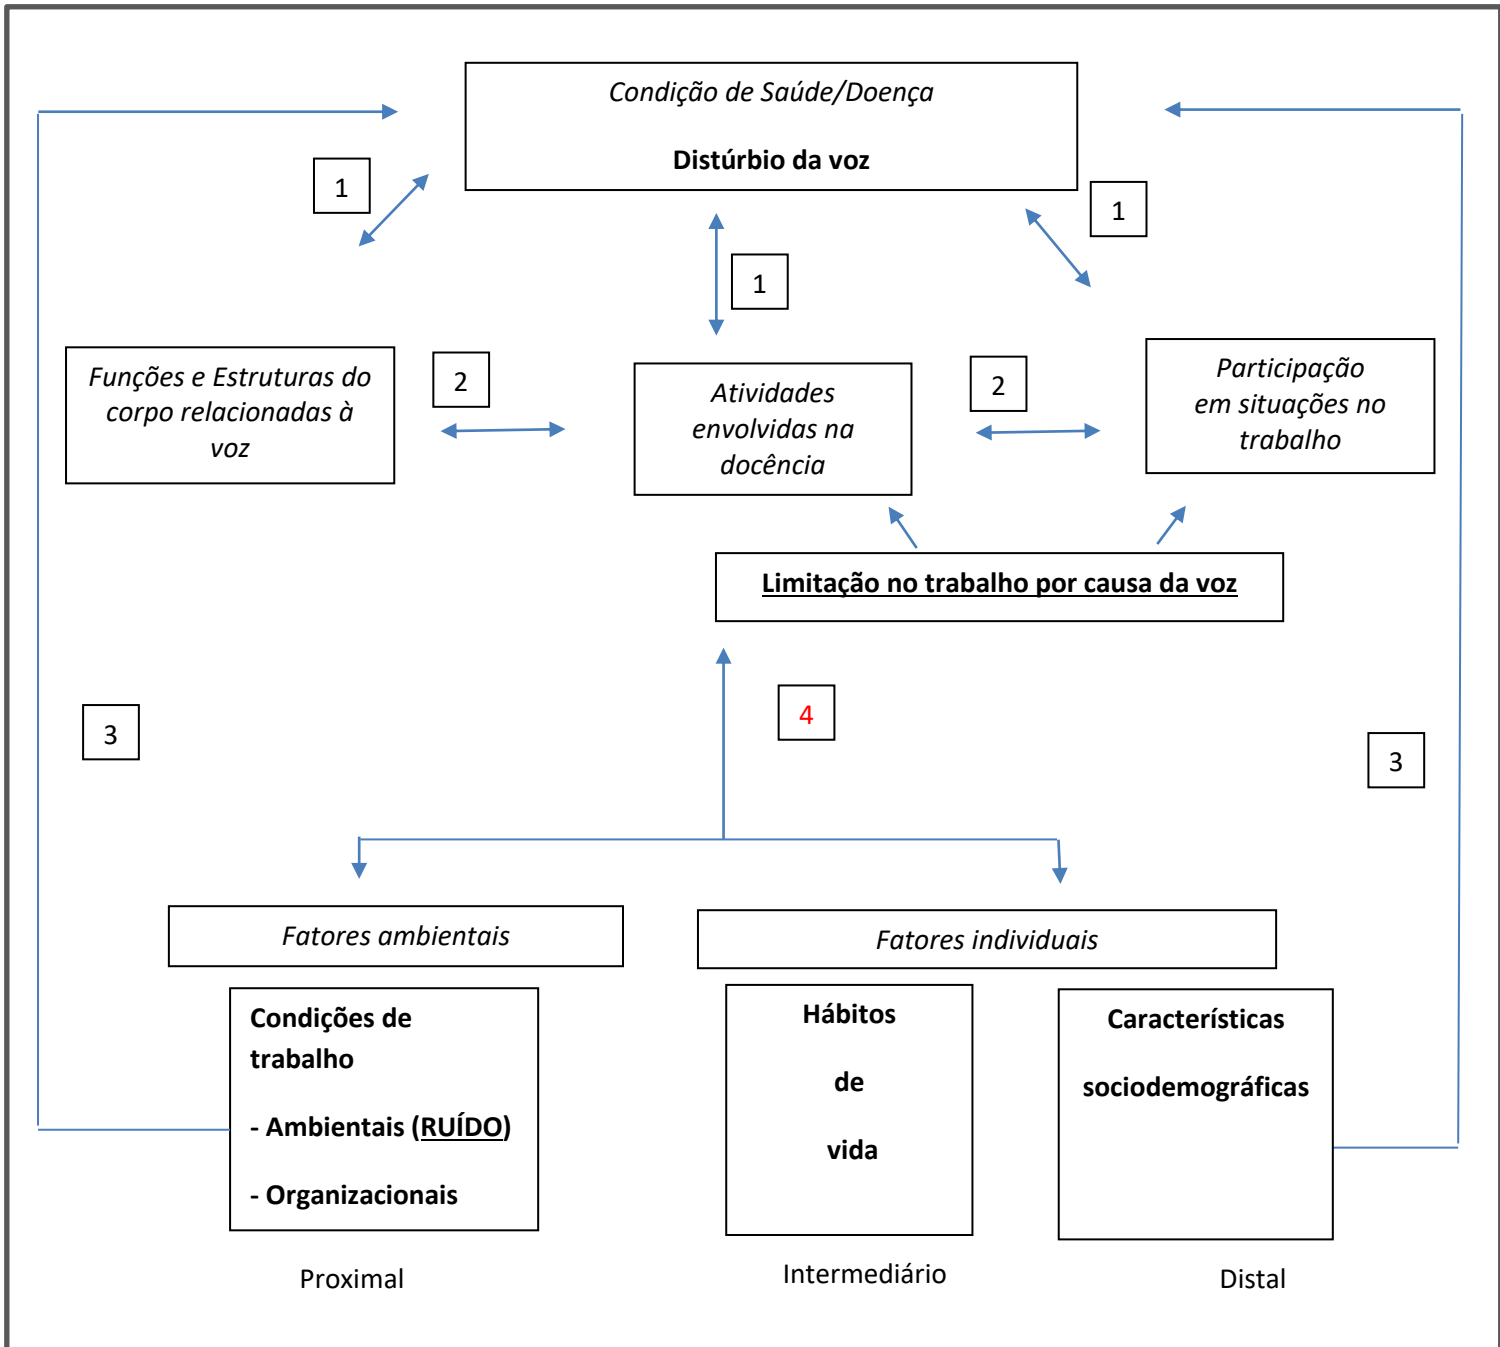 Condição de Saúde/Doença
Distúrbio da voz
1
1
1
Funções e Estruturas do
corpo relacionadas à
voz
2
Atividades
envolvidas na
docência
2
Participação
em situações no
trabalho
Limitação no trabalho por causa da voz
3
4
3
Fatores ambientais
Fatores individuais
Condições de
trabalho
- Ambientais (RUÍDO)
- Organizacionais
Hábitos
de
vida
Características
sociodemográficas
Proximal
Intermediário
Distal